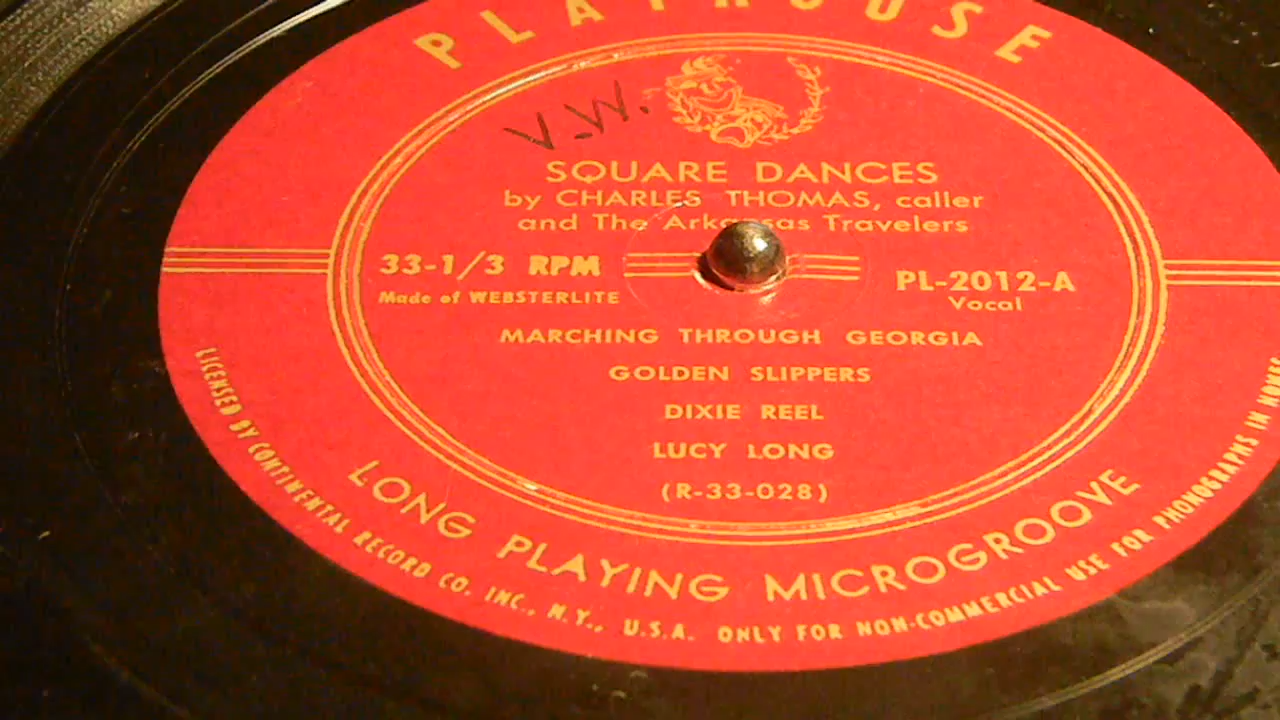 PLAYHOUSE
V.W.
SQUARE DANCES
by CHARLES THOMAS, caller
and The Arkansas Travelers
33-1/3 RPM
Made of WEBSTERLITE
PL-2012-A
Vocal
MARCHING THROUGH GEORGIA
GOLDEN SLIPPERS
DIXIE REEL
LUCY LONG
(R-33-028)
LONG PLAYING MICROGROOVE
LICENSED BY CONTINENTAL RECORD CO. INC., N.Y., U.S.A. ONLY FOR NON-COMMERCIAL USE FOR PHONOGRAPHS IN HOMES